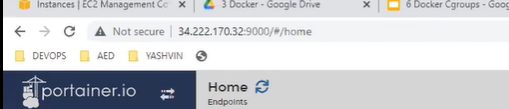 Instances | EC2 Management Co
3 Docker - Google Drive
6 Docker Cgroups - Goog
Not secure | 34.222.170.32:9000/#/home
DEVOPS
AED
YASHVIN
portainer.io
Home
Endpoints